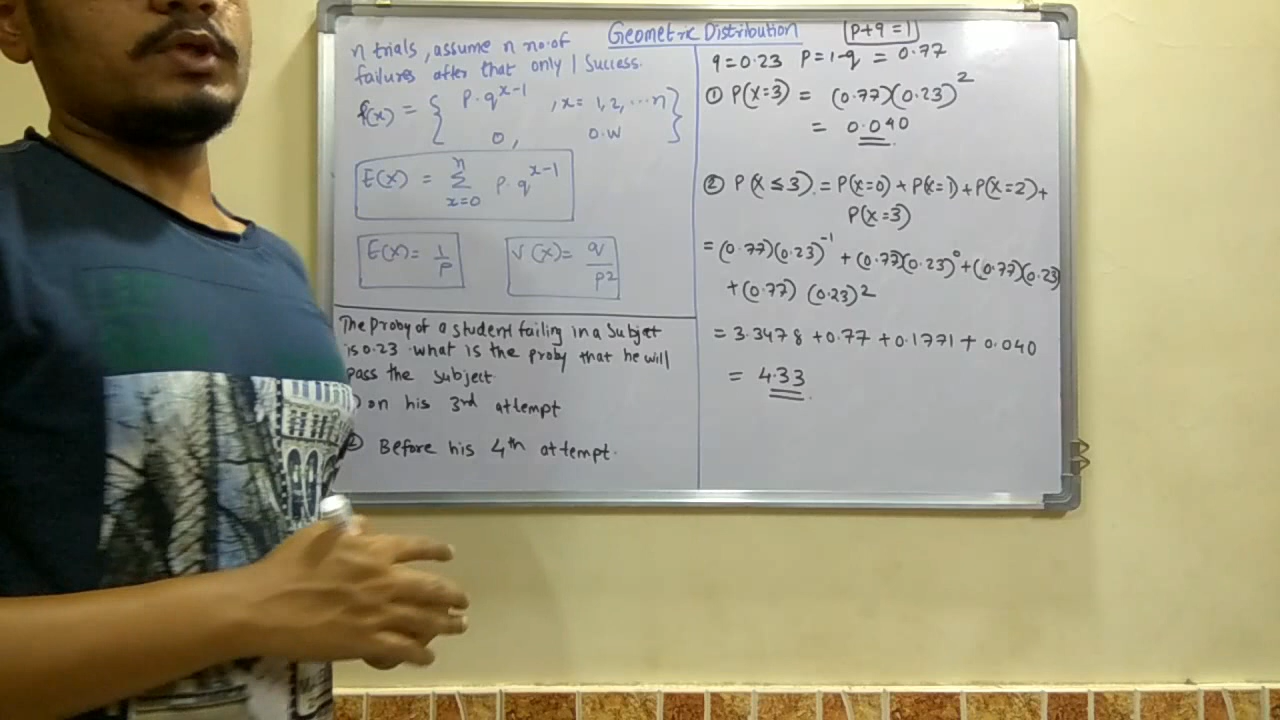 Geometric Distribution
p+q=1
n trials, assume n no.of
failures after that only 1 success.
f(x) = { p.q^x-1 , x= 1,2, ...n }
0, o.w
E(x) = n Σ x=0 p.q^x-1
E(x)= 1/p
V(x)= q/p2
The proby of a student failing in a subjet
is 0.23 .what is the proby that he will
pass the subject
) on his 3rd attempt
② Before his 4th attempt.
q=0.23 p=1-q = 0.77
① P(x=3) = (0.77)(0.23)^2
= 0.040
② P(x ≤ 3) = P(x=0) + P(x=1) + P(x=2) +
P(x=3)
= (0.77)(0.23)^-1 + (0.77)(0.23)^0 + (0.77)(0.23)
+ (0.77) (0.23)^2
= 3.3478 + 0.77 + 0.1771 + 0.040
= 4.33